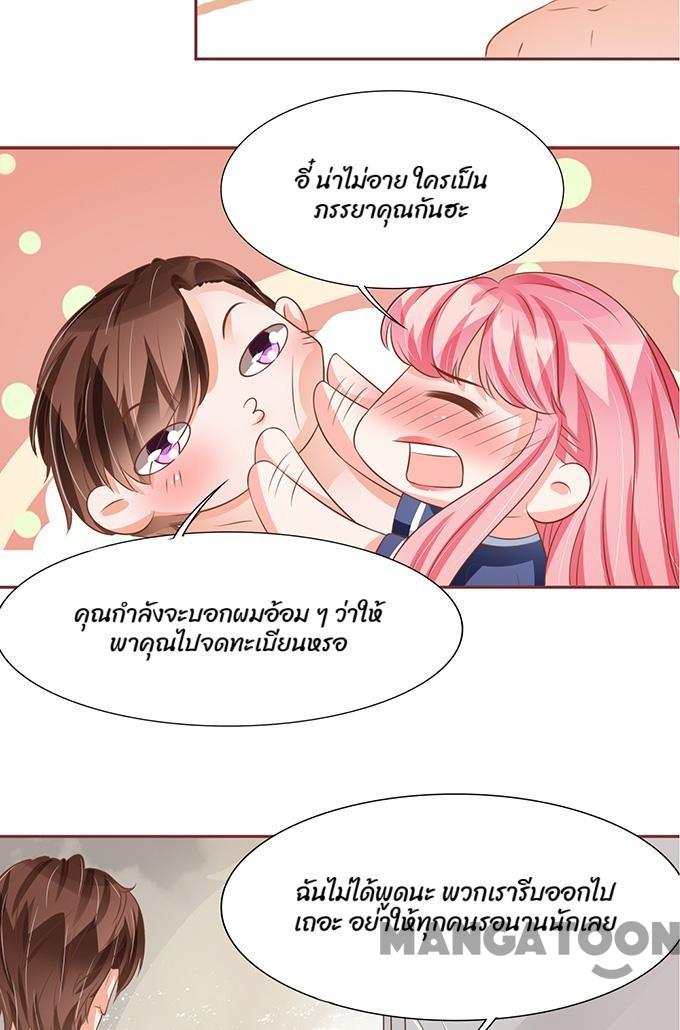 อี๋ น่าไม่อาย ใครเป็น
ภรรยาคุณกันฮะ
คุณกำลังจะบอกผมอ้อม ๆ ว่าให้
พาคุณไปจดทะเบียนหรอ
ฉันไม่ได้พูดนะ พวกเรารีบออกไป
เถอะ อย่าให้ทุกคนรอนานนักเลย
MANGATOON